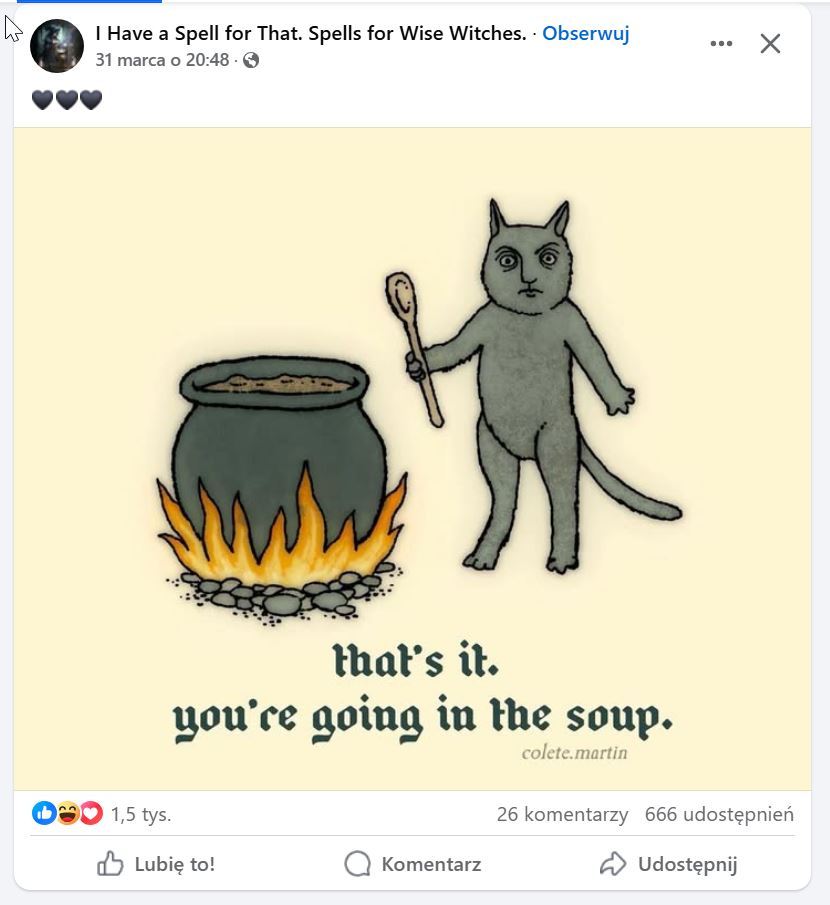 I Have a Spell for That. Spells for Wise Witches. · Obserwuj
31 marca o 20:48 ·
🖤🖤🖤
that's it.
you're going in the soup.
colete.martin
1,5 tys.
26 komentarzy 666 udostępnień
Lubię to! Komentarz Udostępnij